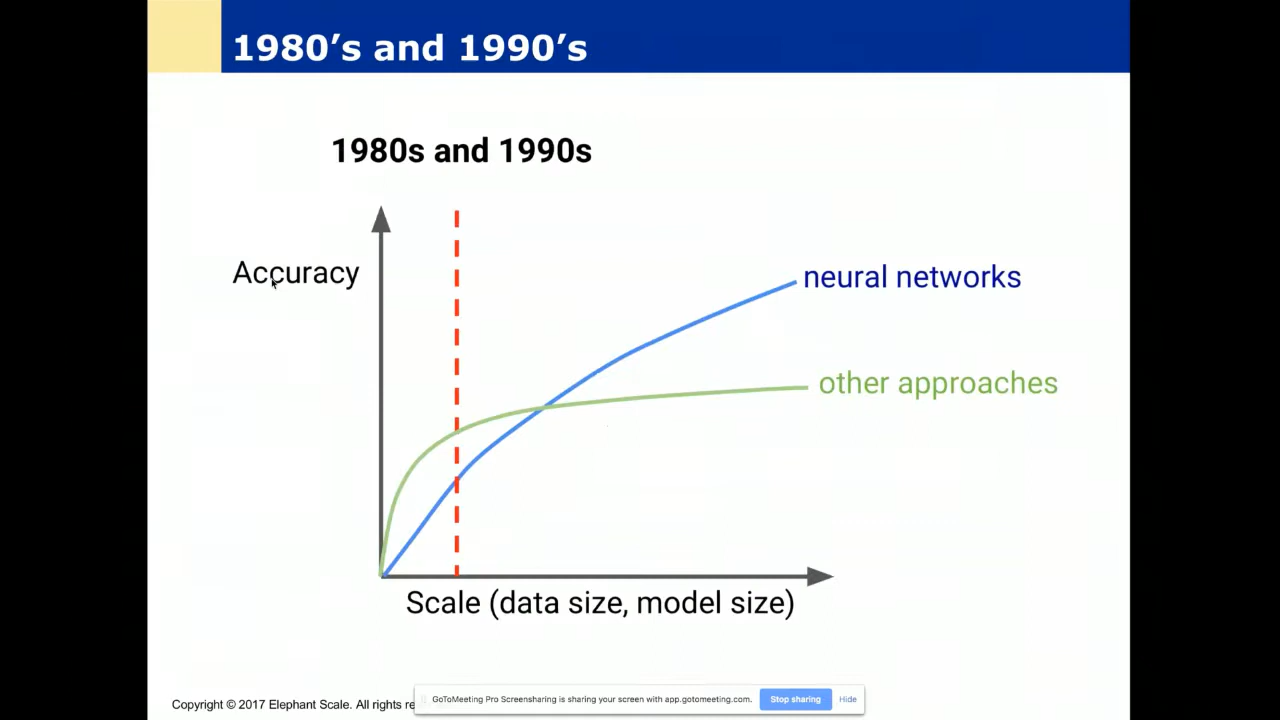 1980’s and 1990’s
1980s and 1990s
Accuracy
neural networks
other approaches
Scale (data size, model size)
Copyright © 2017 Elephant Scale. All rights
GoToMeeting Pro Screensharing is sharing your screen with app.gotomeeting.com.
Stop sharing
Hide